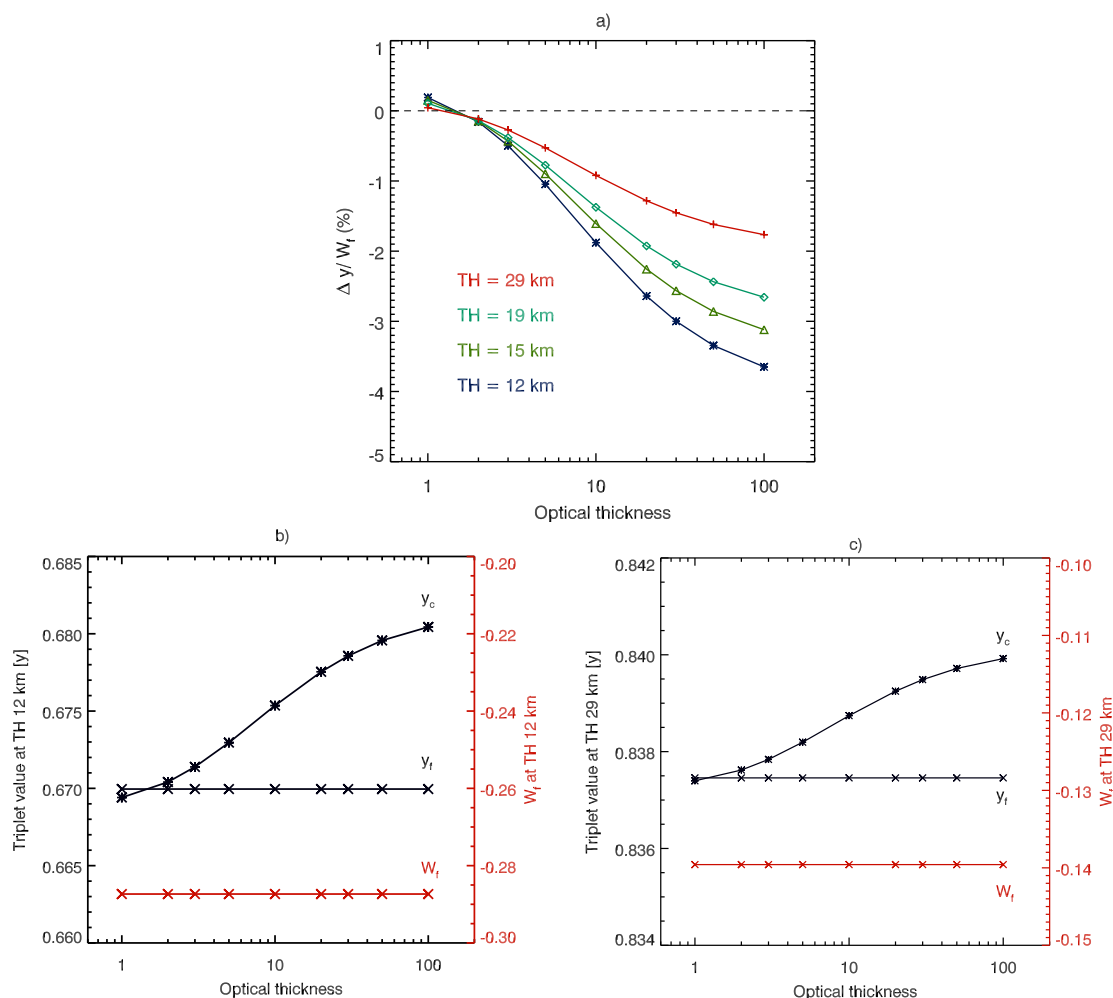 a)
1
0
-1
-2
-3
-4
-5
Δ y/ W_f (%)
TH = 29 km
TH = 19 km
TH = 15 km
TH = 12 km
1 10 100
Optical thickness
b)
0.685
0.680
0.675
0.670
0.665
0.660
Triplet value at TH 12 km [y]
y_c
y_f
W_f
-0.20
-0.22
-0.24
-0.26
-0.28
-0.30
W_f at TH 12 km
1 10 100
Optical thickness
c)
0.842
0.840
0.838
0.836
0.834
Triplet value at TH 29 km [y]
y_c
y_f
W_f
-0.10
-0.11
-0.12
-0.13
-0.14
-0.15
W_f at TH 29 km
1 10 100
Optical thickness